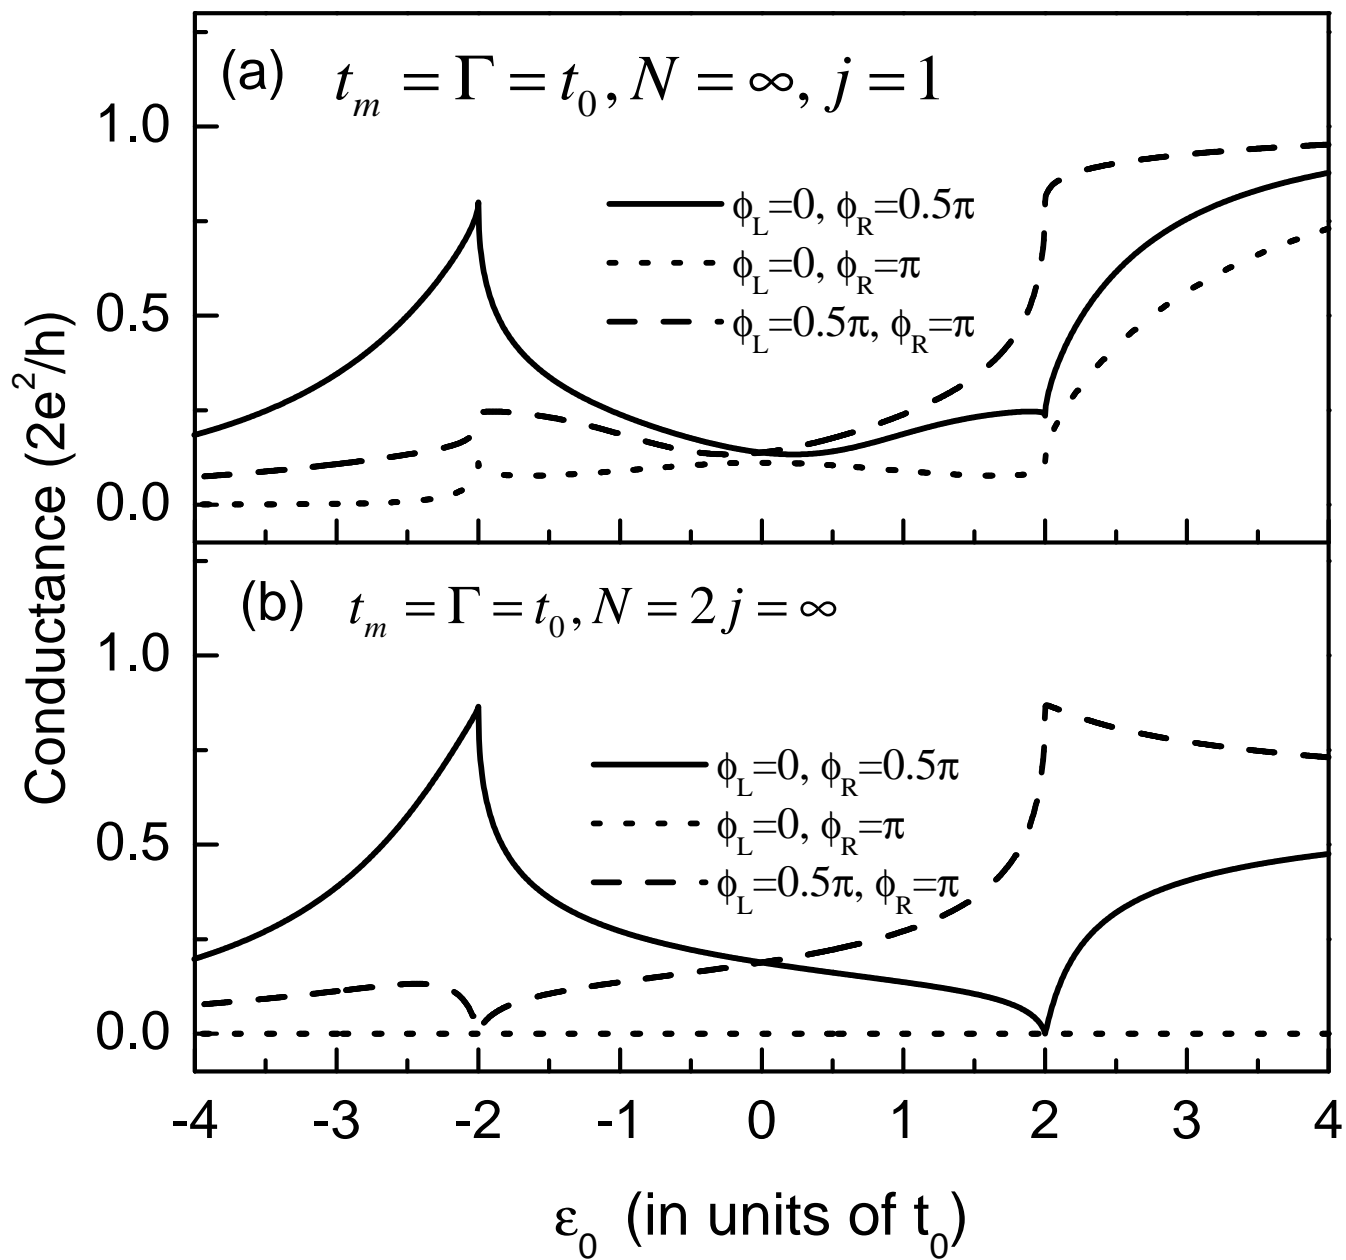 (a) t_m = Γ = t_0, N = ∞, j = 1
1.0
0.5
0.0
ϕ_L=0, ϕ_R=0.5π
ϕ_L=0, ϕ_R=π
ϕ_L=0.5π, ϕ_R=π
Conductance (2e²/h)
(b) t_m = Γ = t_0, N = 2j = ∞
1.0
0.5
0.0
ϕ_L=0, ϕ_R=0.5π
ϕ_L=0, ϕ_R=π
ϕ_L=0.5π, ϕ_R=π
-4 -3 -2 -1 0 1 2 3 4
ε_0 (in units of t_0)